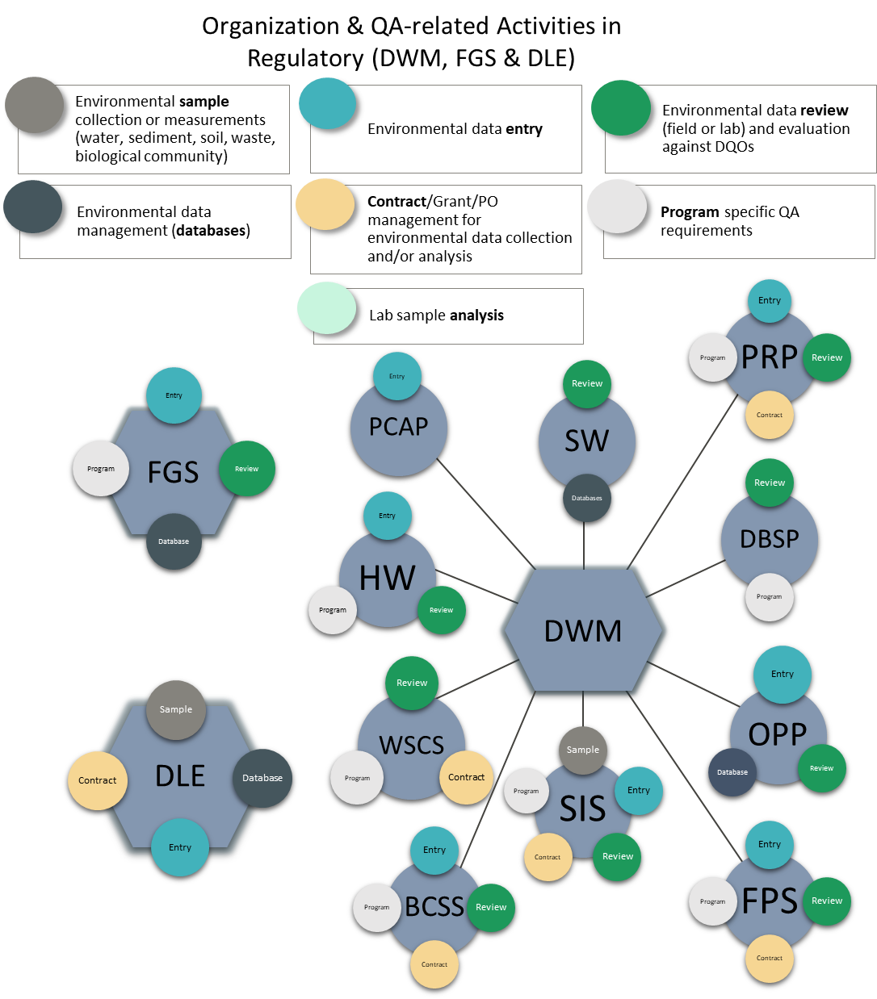 Organization & QA-related Activities in
Regulatory (DWM, FGS & DLE)
Environmental sample
collection or measurements
(water, sediment, soil, waste,
biological community)
Environmental data entry
Environmental data review
(field or lab) and evaluation
against DQOs
Environmental data
management (databases)
Contract/Grant/PO
management for
environmental data collection
and/or analysis
Program specific QA
requirements
Lab sample analysis
Entry
Program
PRP
Review
Contract
Entry
PCAP
Review
SW
Databases
Entry
Program
FGS
Review
Database
Review
DBSP
Program
Entry
HW
Program
Review
DWM
Entry
OPP
Database
Review
Review
WSCS
Program
Contract
Sample
Contract
DLE
Database
Entry
Sample
Program
Entry
SIS
Contract
Review
Entry
Program
BCSS
Review
Contract
Entry
Program
FPS
Review
Contract